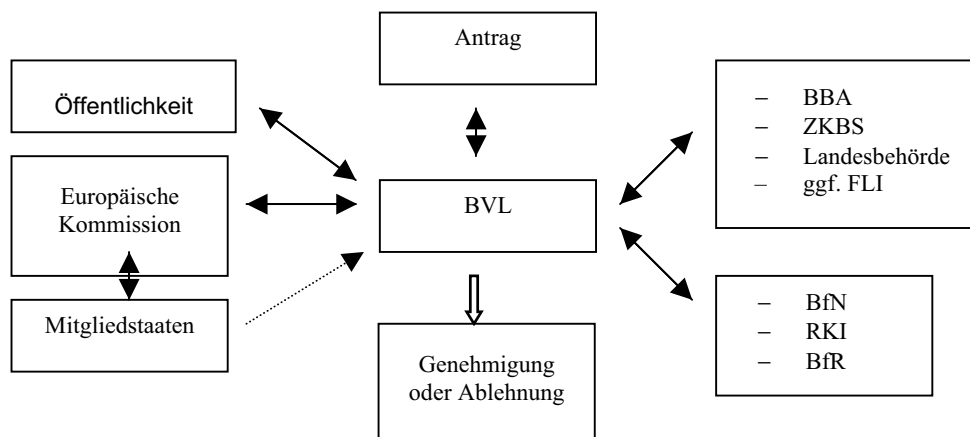 Antrag
Öffentlichkeit
– BBA
– ZKBS
– Landesbehörde
– ggf. FLI
Europäische
Kommission
BVL
Mitgliedstaaten
– BfN
– RKI
– BfR
Genehmigung
oder Ablehnung